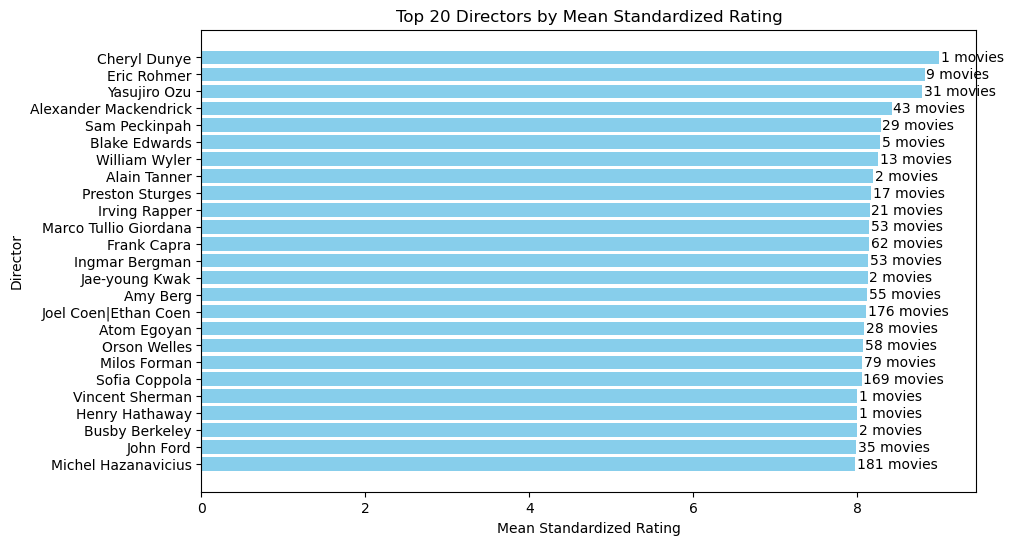 Top 20 Directors by Mean Standardized Rating
Cheryl Dunye 1 movies
Eric Rohmer 9 movies
Yasujiro Ozu 31 movies
Alexander Mackendrick 43 movies
Sam Peckinpah 29 movies
Blake Edwards 5 movies
William Wyler 13 movies
Alain Tanner 2 movies
Preston Sturges 17 movies
Irving Rapper 21 movies
Marco Tullio Giordana 53 movies
Frank Capra 62 movies
Ingmar Bergman 53 movies
Jae-young Kwak 2 movies
Amy Berg 55 movies
Joel Coen|Ethan Coen 176 movies
Atom Egoyan 28 movies
Orson Welles 58 movies
Milos Forman 79 movies
Sofia Coppola 169 movies
Vincent Sherman 1 movies
Henry Hathaway 1 movies
Busby Berkeley 2 movies
John Ford 35 movies
Michel Hazanavicius 181 movies
Director
0 2 4 6 8
Mean Standardized Rating